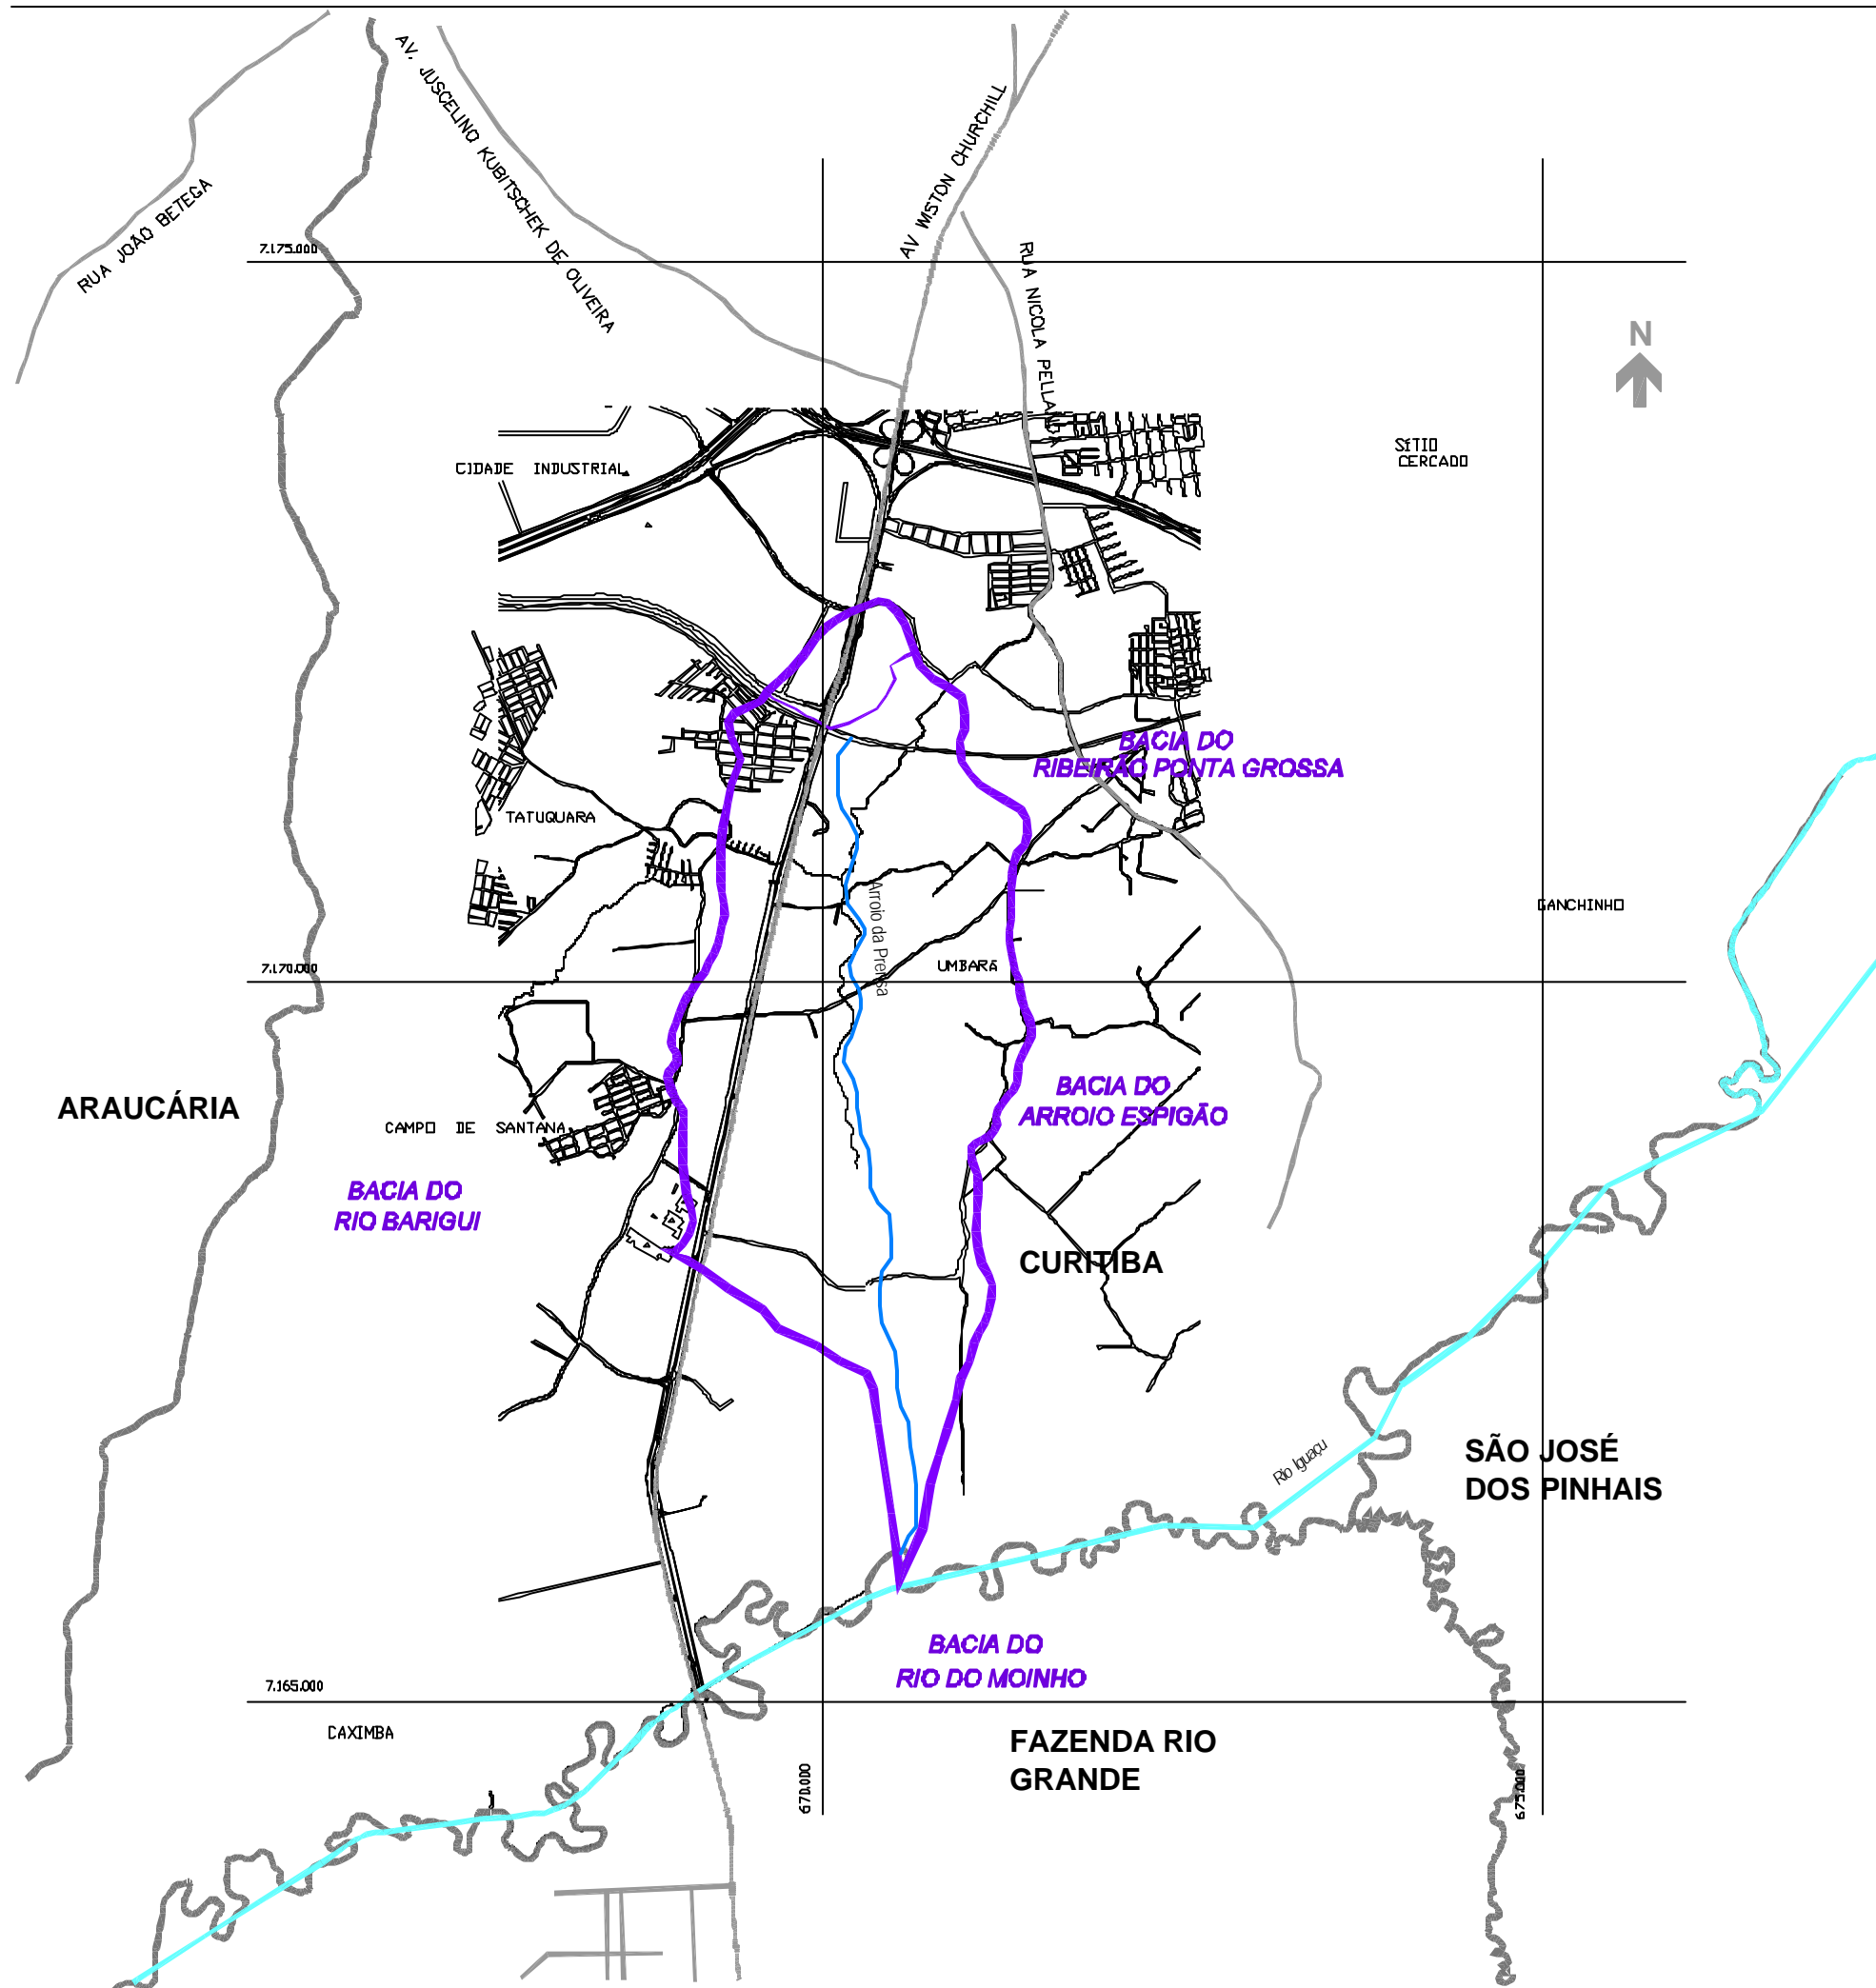 AV. JUSCELINO KUBITSCHEK DE OLIVEIRA
AV WISTON CHURCHILL
RUA JOÃO BETEGA
7.175.000
RUA NICOLA PELLANDA
N
SÍTIO
CERCADO
CIDADE INDUSTRIAL
BACIA DO
RIBEIRÃO PONTA GROSSA
TATUQUARA
Arroio da Prensa
GANCHINHO
UMBARÁ
7.170.000
ARAUCÁRIA
BACIA DO
ARROIO ESPIGÃO
CAMPO DE SANTANA
BACIA DO
RIO BARIGUI
CURITIBA
Rio Iguaçu
SÃO JOSÉ
DOS PINHAIS
BACIA DO
RIO DO MOINHO
7.165.000
CAXIMBA
FAZENDA RIO
GRANDE
670.000
675.000